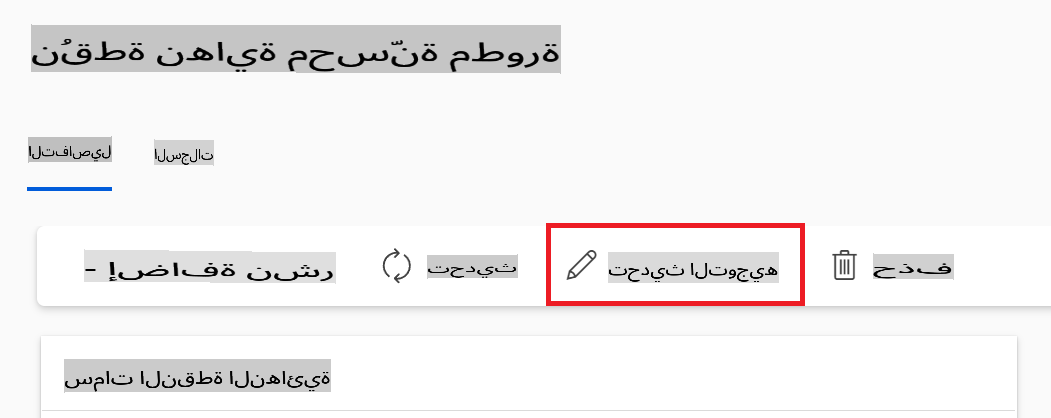 نُقطة نهاية محسّنة مطورة
التفاصيل السجلات
- إضافة نشر تحديث تحديث التوجيه حذف
سمات النقطة النهائية